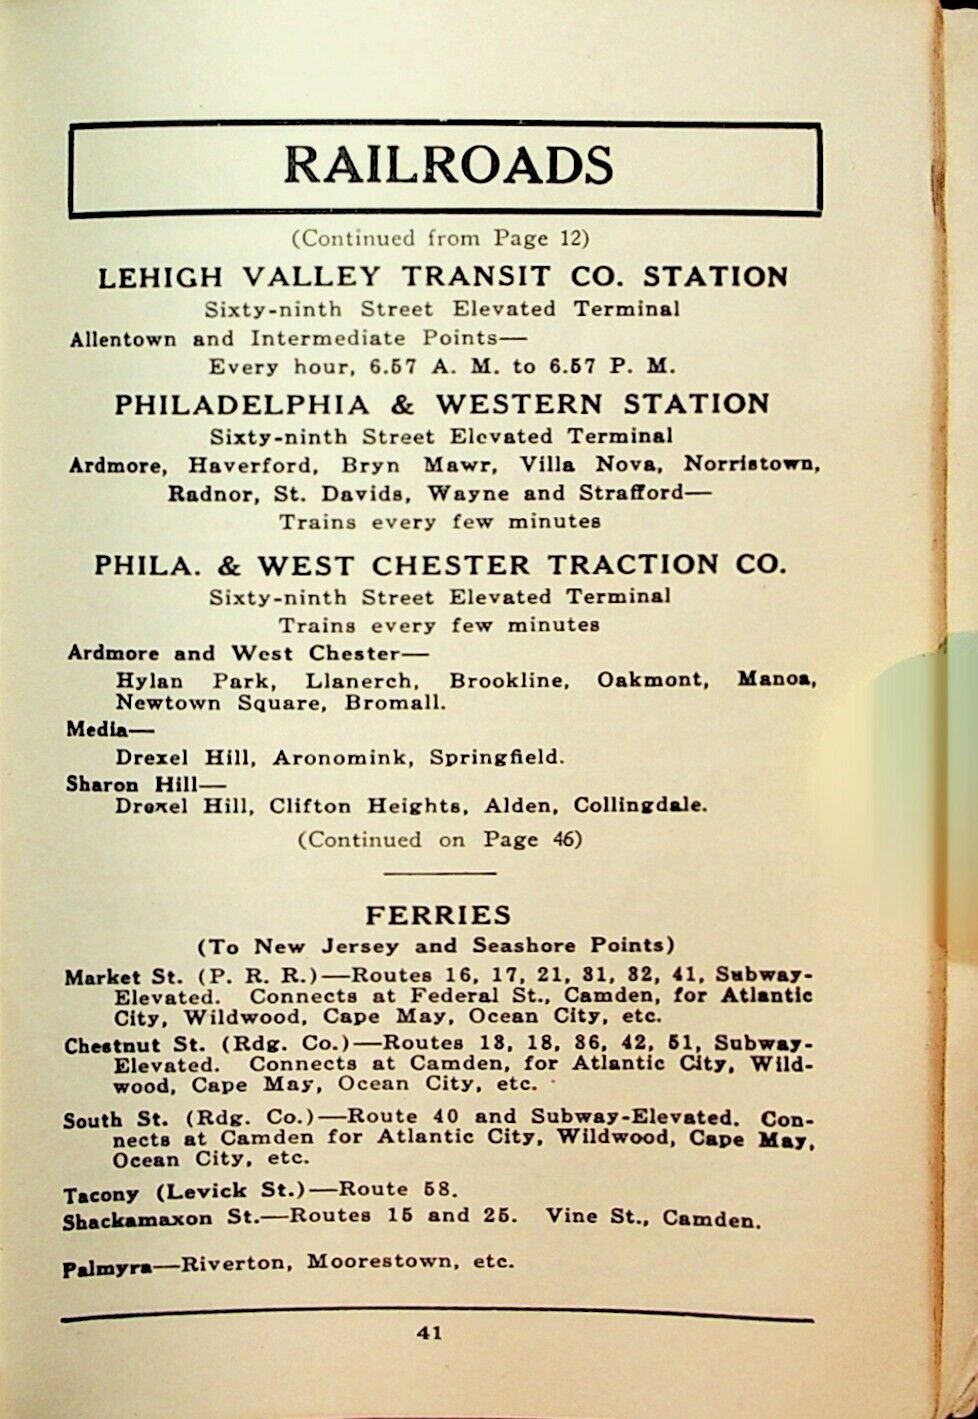 RAILROADS
(Continued from Page 12)
LEHIGH VALLEY TRANSIT CO. STATION
Sixty-ninth Street Elevated Terminal
Allentown and Intermediate Points—
Every hour, 6.57 A. M. to 6.57 P. M.
PHILADELPHIA & WESTERN STATION
Sixty-ninth Street Elevated Terminal
Ardmore, Haverford, Bryn Mawr, Villa Nova, Norristown,
Radnor, St. Davids, Wayne and Strafford—
Trains every few minutes
PHILA. & WEST CHESTER TRACTION CO.
Sixty-ninth Street Elevated Terminal
Trains every few minutes
Ardmore and West Chester—
Hylan Park, Llanerch, Brookline, Oakmont, Manoa,
Newtown Square, Bromall.
Media—
Drexel Hill, Aronomink, Springfield.
Sharon Hill—
Drexel Hill, Clifton Heights, Alden, Collingdale.
(Continued on Page 46)
FERRIES
(To New Jersey and Seashore Points)
Market St. (P. R. R.)—Routes 16, 17, 21, 31, 32, 41, Subway-
Elevated. Connects at Federal St., Camden, for Atlantic
City, Wildwood, Cape May, Ocean City, etc.
Chestnut St. (Rdg. Co.)—Routes 13, 18, 36, 42, 51, Subway-
Elevated. Connects at Camden, for Atlantic City, Wild-
wood, Cape May, Ocean City, etc.
South St. (Rdg. Co.)—Route 40 and Subway-Elevated. Con-
nects at Camden for Atlantic City, Wildwood, Cape May,
Ocean City, etc.
Tacony (Levick St.)—Route 58.
Shackamaxon St.—Routes 15 and 25. Vine St., Camden.
Palmyra—Riverton, Moorestown, etc.
41